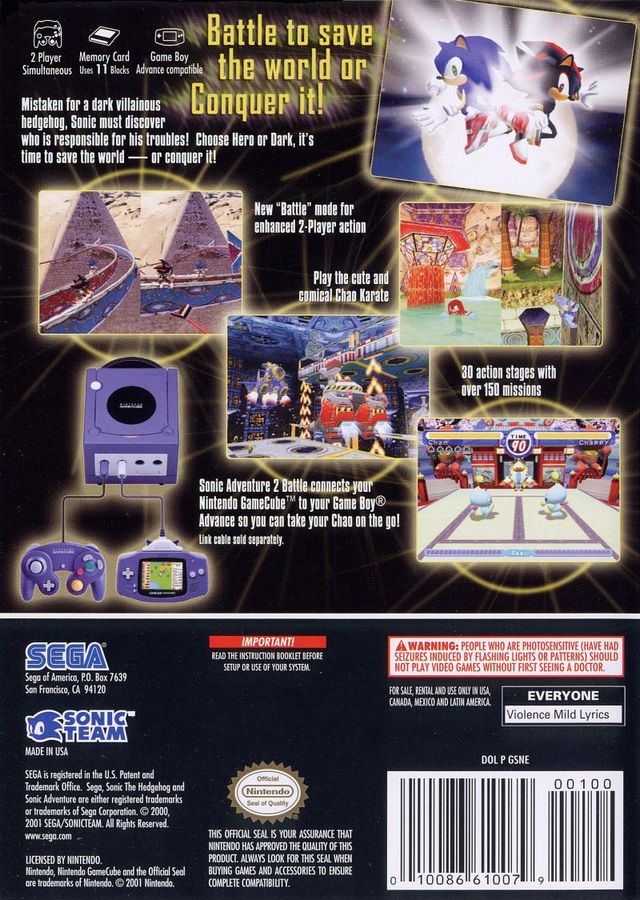 2 Player
Simultaneous
Memory Card
Uses 11 Blocks
Game Boy
Advance compatible
Battle to save
the world or
Conquer it!
Mistaken for a dark villainous
hedgehog, Sonic must discover
who is responsible for his troubles! Choose Hero or Dark, it's
time to save the world — or conquer it!
New "Battle" mode for
enhanced 2-Player action
Play the cute and
comical Chao Karate
30 action stages with
over 150 missions
Chan
TIME
90
Chappy
Sonic Adventure 2 Battle connects your
Nintendo GameCube™ to your Game Boy®
Advance so you can take your Chao on the go!
Link cable sold separately.
SEGA®
Sega of America, P.O. Box 7639
San Francisco, CA 94120
SONIC
TEAM™
MADE IN USA
SEGA is registered in the U.S. Patent and
Trademark Office. Sega, Sonic The Hedgehog and
Sonic Adventure are either registered trademarks
or trademarks of Sega Corporation. © 2000,
2001 SEGA/SONICTEAM. All Rights Reserved.
www.sega.com
LICENSED BY NINTENDO.
Nintendo, Nintendo GameCube and the Official Seal
are trademarks of Nintendo. © 2001 Nintendo.
IMPORTANT!
READ THE INSTRUCTION BOOKLET BEFORE
SETUP OR USE OF YOUR SYSTEM.
Official
Nintendo
Seal of Quality
THIS OFFICIAL SEAL IS YOUR ASSURANCE THAT
NINTENDO HAS APPROVED THE QUALITY OF THIS
PRODUCT. ALWAYS LOOK FOR THIS SEAL WHEN
BUYING GAMES AND ACCESSORIES TO ENSURE
COMPLETE COMPATIBILITY.
WARNING: PEOPLE WHO ARE PHOTOSENSITIVE (HAVE HAD
SEIZURES INDUCED BY FLASHING LIGHTS OR PATTERNS) SHOULD
NOT PLAY VIDEO GAMES WITHOUT FIRST SEEING A DOCTOR.
FOR SALE, RENTAL AND USE ONLY IN USA,
CANADA, MEXICO AND LATIN AMERICA.
EVERYONE
Violence Mild Lyrics
DOL P GSNE
00100
0 10086 61007 9